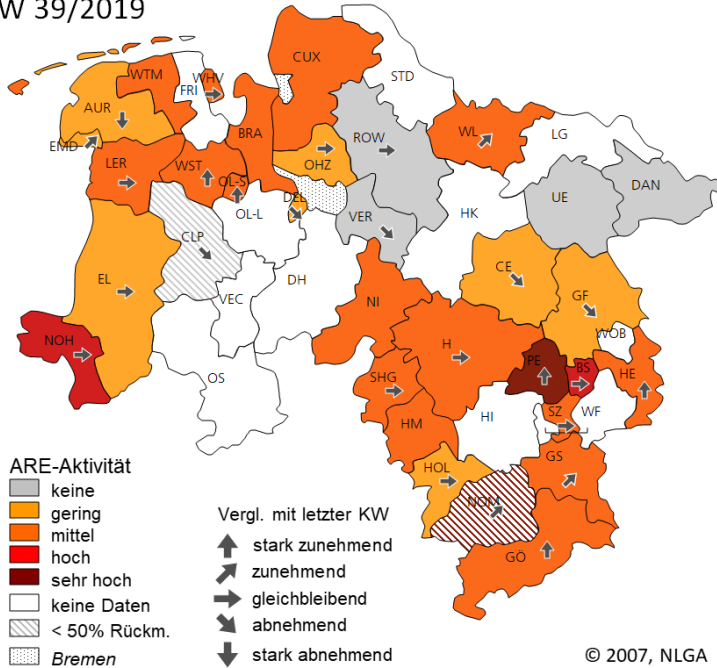 W 39/2019
CUX
WTM
FRI
WHV
STD
AUR
EMD
BRA
ROW
WL
LG
LER
WST
OHZ
OL-S
OL-L
DEL
VER
HK
UE
DAN
CLP
EL
VEC
DH
NI
CE
GF
WOB
NOH
OS
H
PE
BS
HE
SHG
HM
HI
SZ
WF
HOL
NOM
GS
GÖ
ARE-Aktivität
keine
gering
mittel
hoch
sehr hoch
keine Daten
< 50% Rückm.
Bremen
Vergl. mit letzter KW
stark zunehmend
zunehmend
gleichbleibend
abnehmend
stark abnehmend
© 2007, NLGA